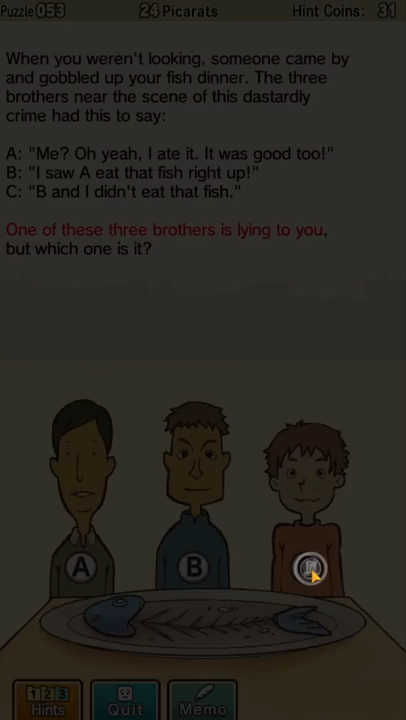 Puzzle 053 24 Picarats Hint Coins: 31
When you weren't looking, someone came by
and gobbled up your fish dinner. The three
brothers near the scene of this dastardly
crime had this to say:
A: "Me? Oh yeah, I ate it. It was good too!"
B: "I saw A eat that fish right up!"
C: "B and I didn't eat that fish."
One of these three brothers is lying to you,
but which one is it?
A B
123
Hints Quit Memo